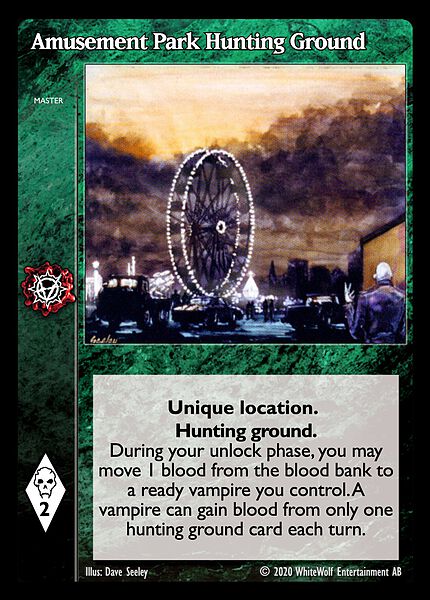 Amusement Park Hunting Ground
MASTER
Seeley
Unique location.
Hunting ground.
During your unlock phase, you may
move 1 blood from the blood bank to
a ready vampire you control. A
vampire can gain blood from only one
hunting ground card each turn.
2
Illus: Dave Seeley
© 2020 WhiteWolf Entertainment AB